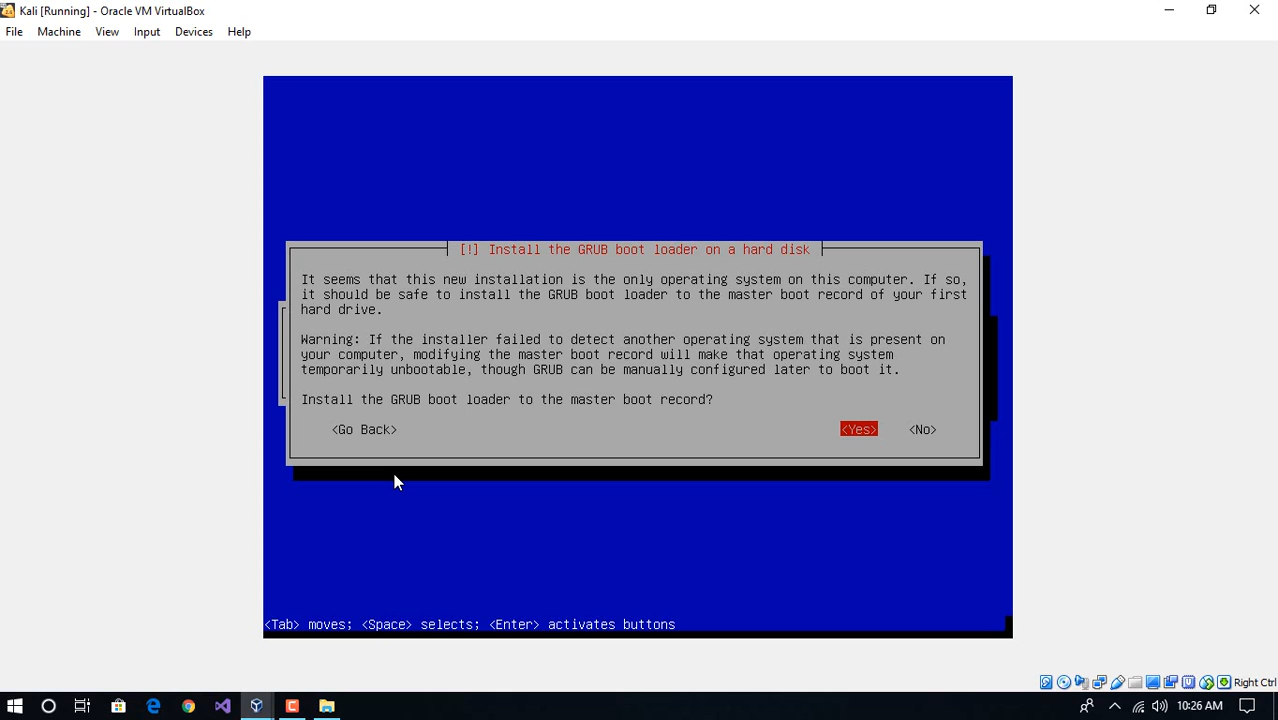 Kali [Running] - Oracle VM VirtualBox
File Machine View Input Devices Help
[!] Install the GRUB boot loader on a hard disk
It seems that this new installation is the only operating system on this computer. If so,
it should be safe to install the GRUB boot loader to the master boot record of your first
hard drive.
Warning: If the installer failed to detect another operating system that is present on
your computer, modifying the master boot record will make that operating system
temporarily unbootable, though GRUB can be manually configured later to boot it.
Install the GRUB boot loader to the master boot record?
<Go Back> <Yes> <No>
<Tab> moves; <Space> selects; <Enter> activates buttons
Right Ctrl
10:26 AM